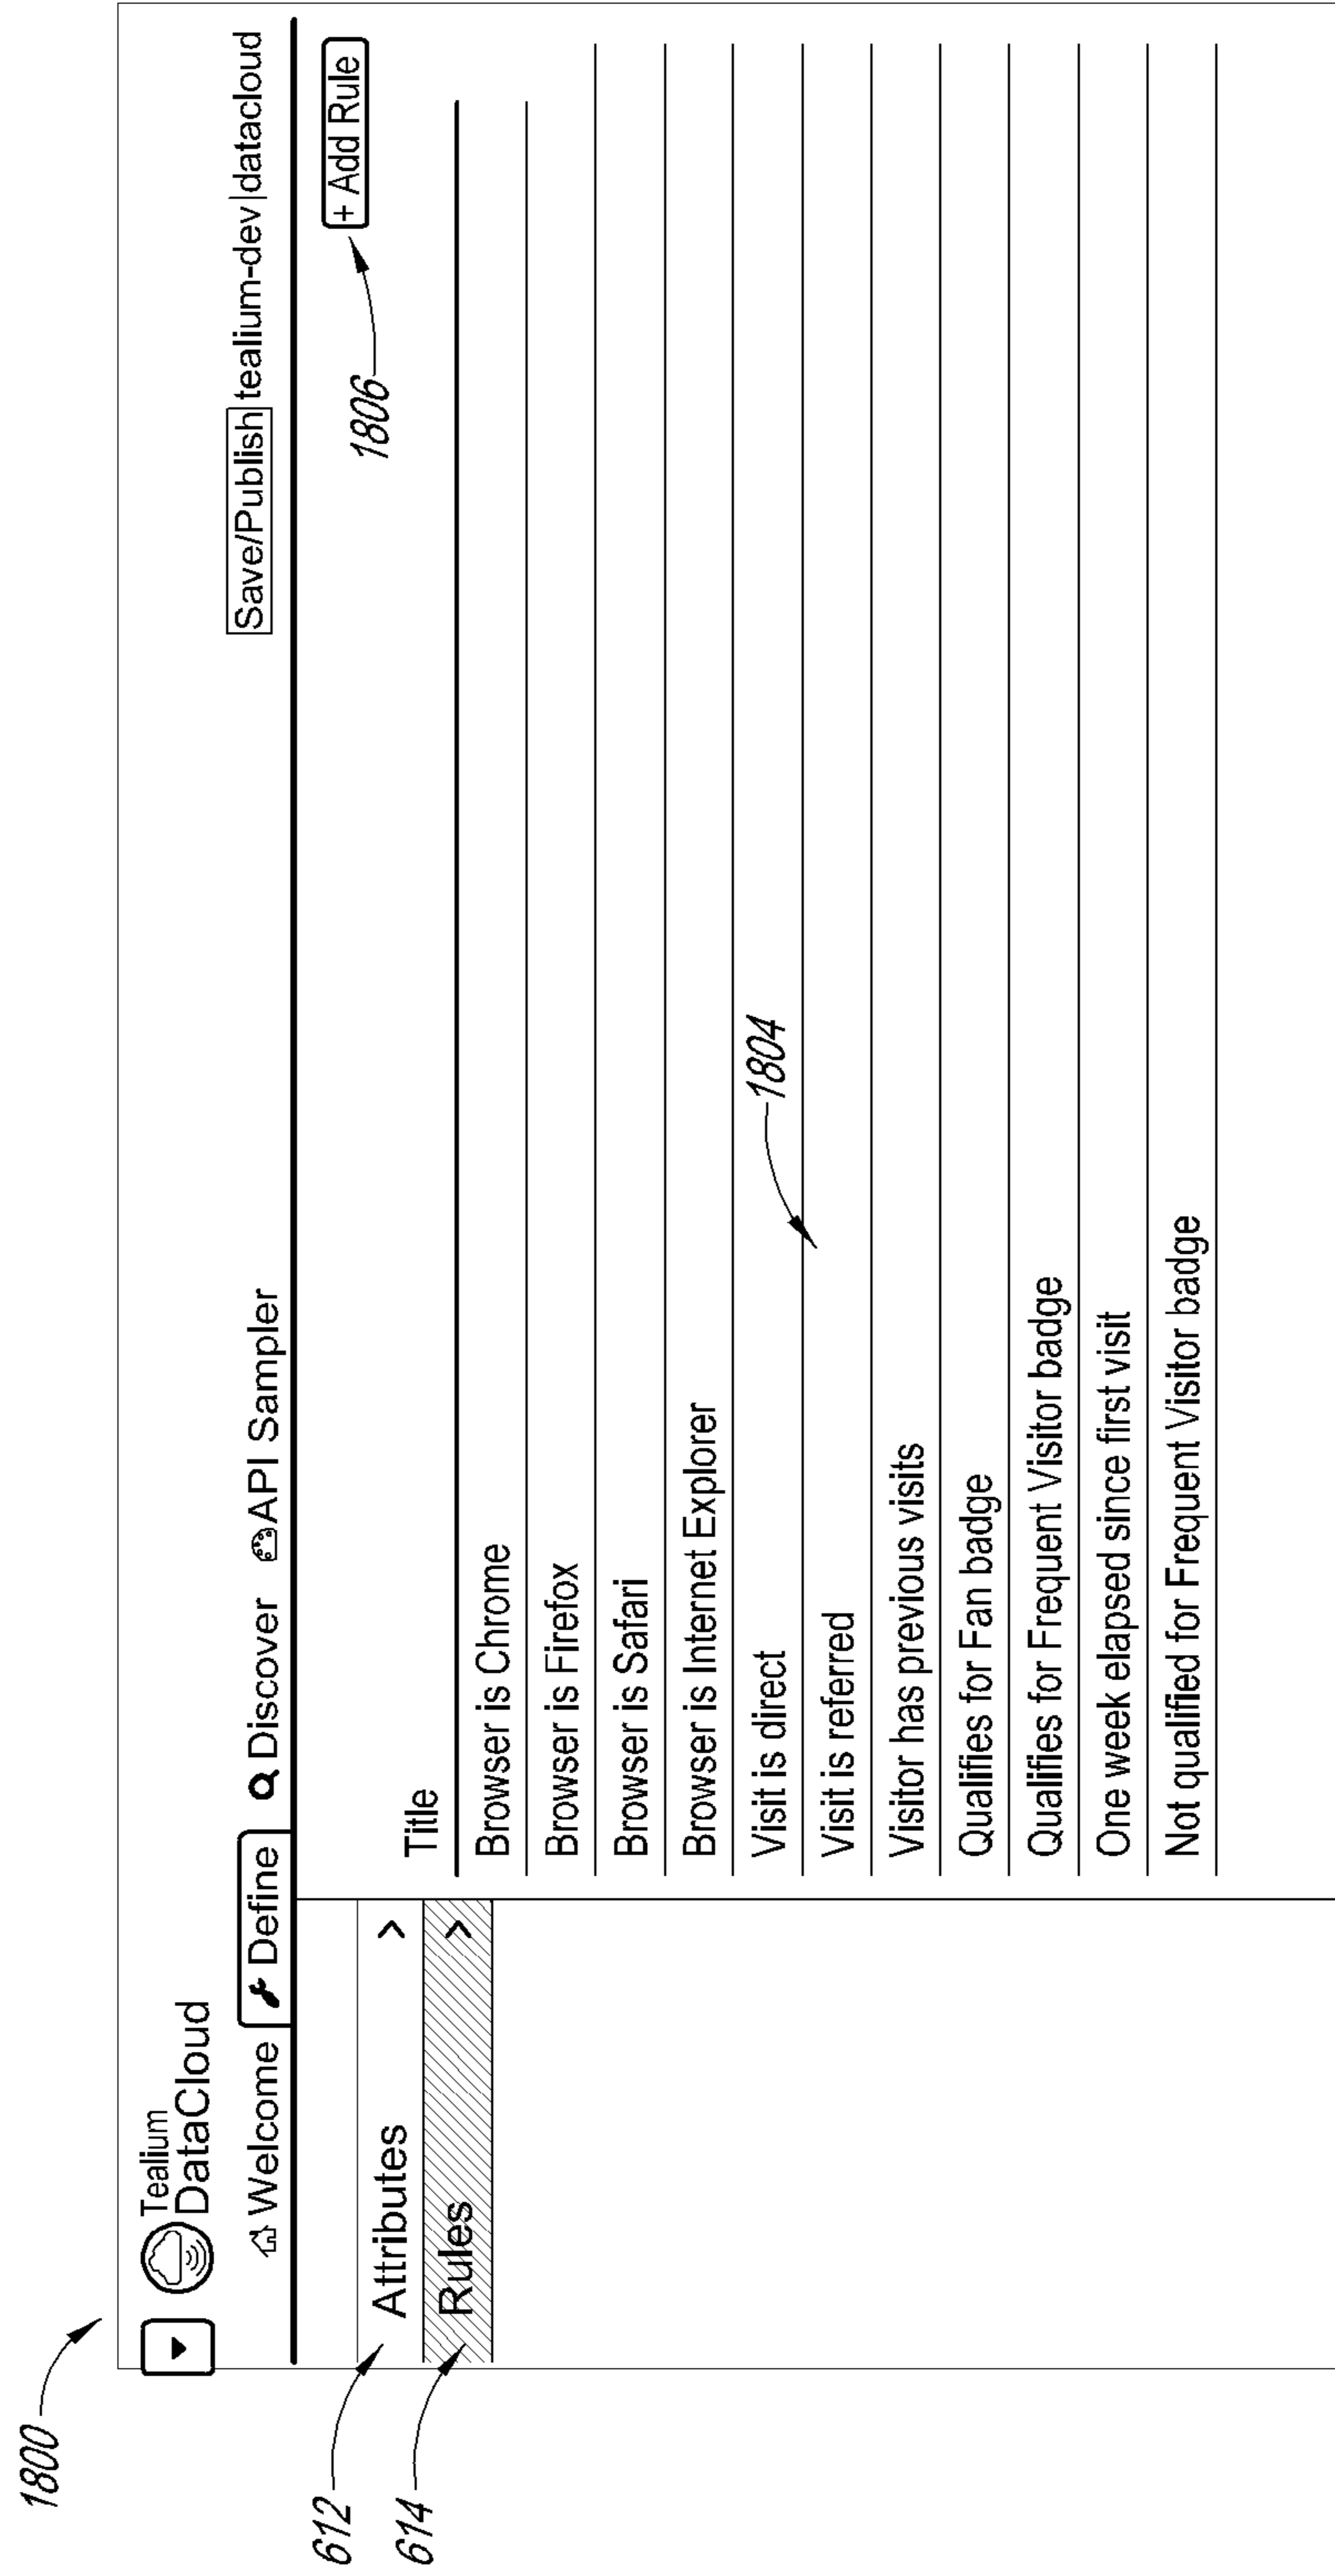 1800
Tealium
DataCloud
Save/Publish tealium-dev|datacloud
Welcome Define Discover API Sampler
+ Add Rule
1806
612
Attributes >
614
Rules >
Title
Browser is Chrome
Browser is Firefox
Browser is Safari
Browser is Internet Explorer
Visit is direct
1804
Visit is referred
Visitor has previous visits
Qualifies for Fan badge
Qualifies for Frequent Visitor badge
One week elapsed since first visit
Not qualified for Frequent Visitor badge